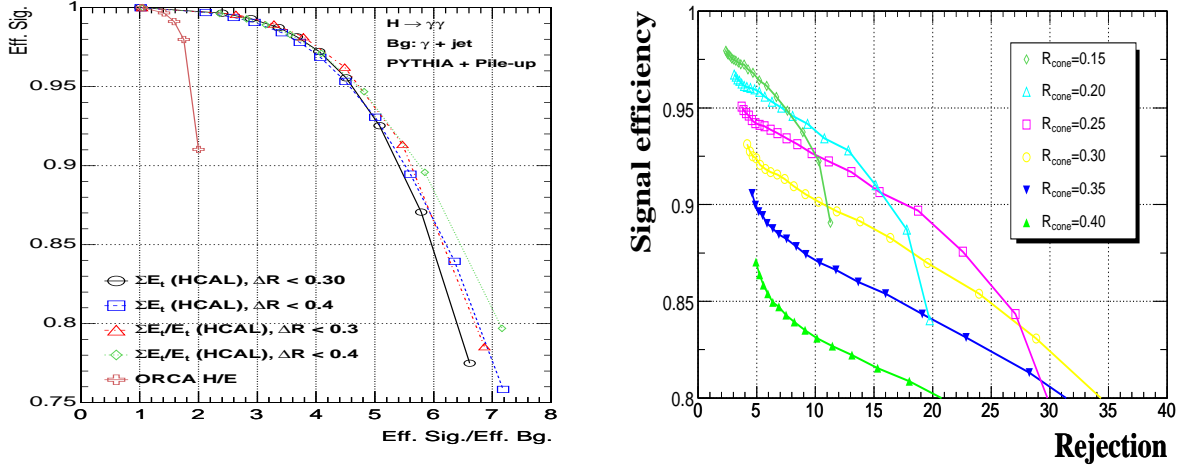 Eff. Sig.
1
0.95
0.9
0.85
0.8
0.75
0 1 2 3 4 5 6 7 8
Eff. Sig./Eff. Bg.
H → γγ
Bg: γ + jet
PYTHIA + Pile-up
ΣEt (HCAL), ΔR < 0.30
ΣEt (HCAL), ΔR < 0.4
ΣEt/Et (HCAL), ΔR < 0.3
ΣEt/Et (HCAL), ΔR < 0.4
ORCA H/E
Signal efficiency
1
0.95
0.9
0.85
0.8
0 5 10 15 20 25 30 35 40
Rejection
Rcone=0.15
Rcone=0.20
Rcone=0.25
Rcone=0.30
Rcone=0.35
Rcone=0.40